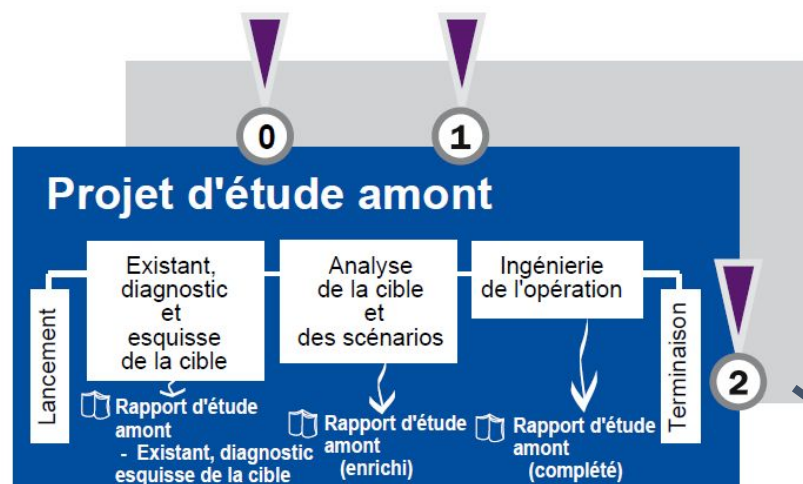 0
1
Projet d'étude amont
Lancement
Existant,
diagnostic
et
esquisse
de la cible
Analyse
de la cible
et
des scénarios
Ingénierie
de l'opération
Terminaison
2
Rapport d'étude
amont
- Existant, diagnostic
esquisse de la cible
Rapport d'étude
amont
(enrichi)
Rapport d'étude
amont
(complété)